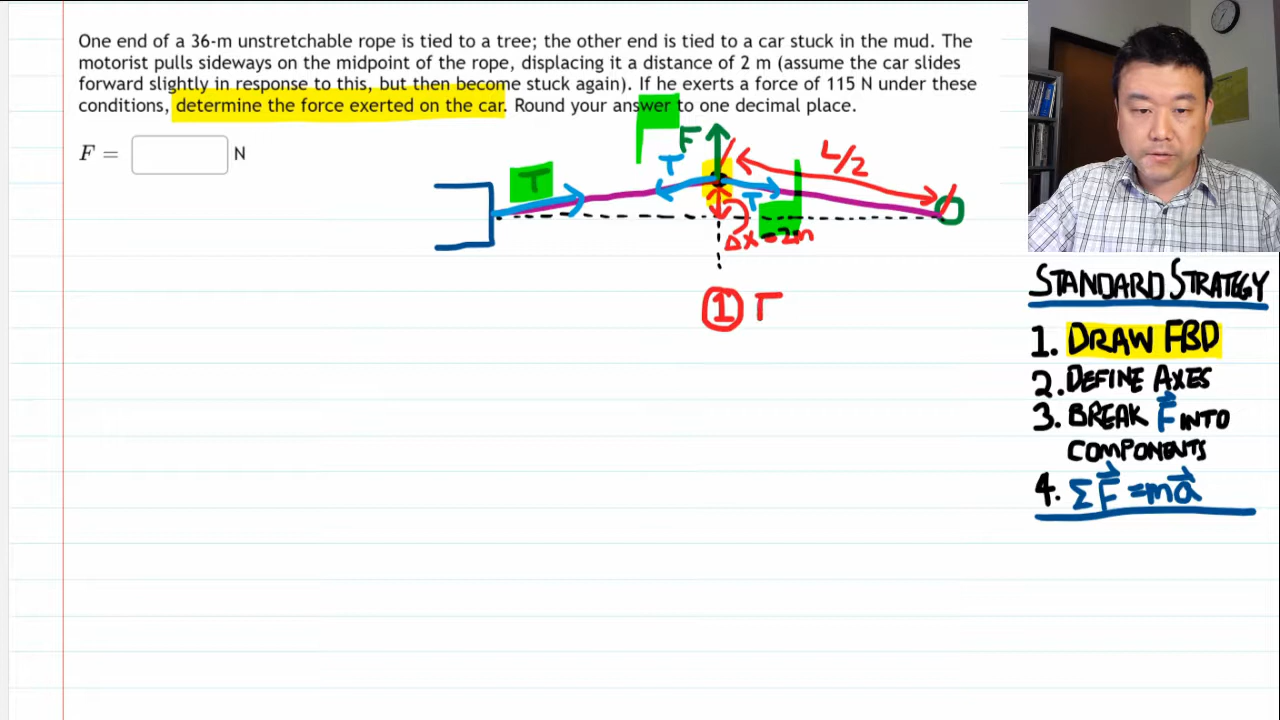 One end of a 36-m unstretchable rope is tied to a tree; the other end is tied to a car stuck in the mud. The
motorist pulls sideways on the midpoint of the rope, displacing it a distance of 2 m (assume the car slides
forward slightly in response to this, but then become stuck again). If he exerts a force of 115 N under these
conditions, determine the force exerted on the car. Round your answer to one decimal place.
F = N
F
T
T
T
L/2
Δx=2m
① F
STANDARD STRATEGY
1. DRAW FBD
2. DEFINE AXES
3. BREAK F⃗ INTO
COMPONENTS
4. ΣF⃗ = ma⃗